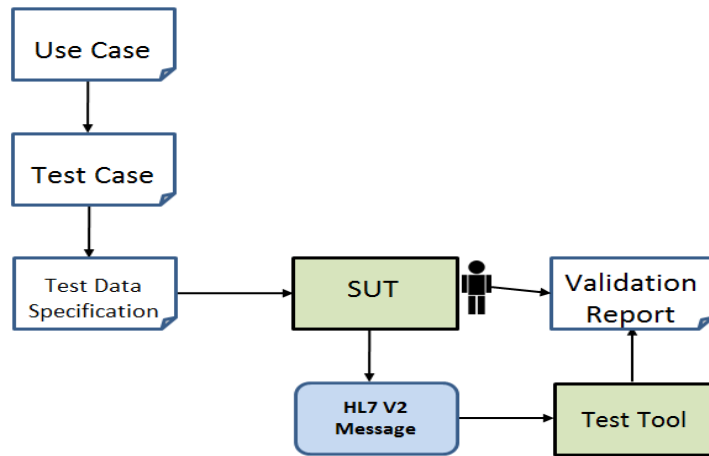 Use Case
Test Case
Test Data
Specification
SUT
Validation
Report
HL7 V2
Message
Test Tool